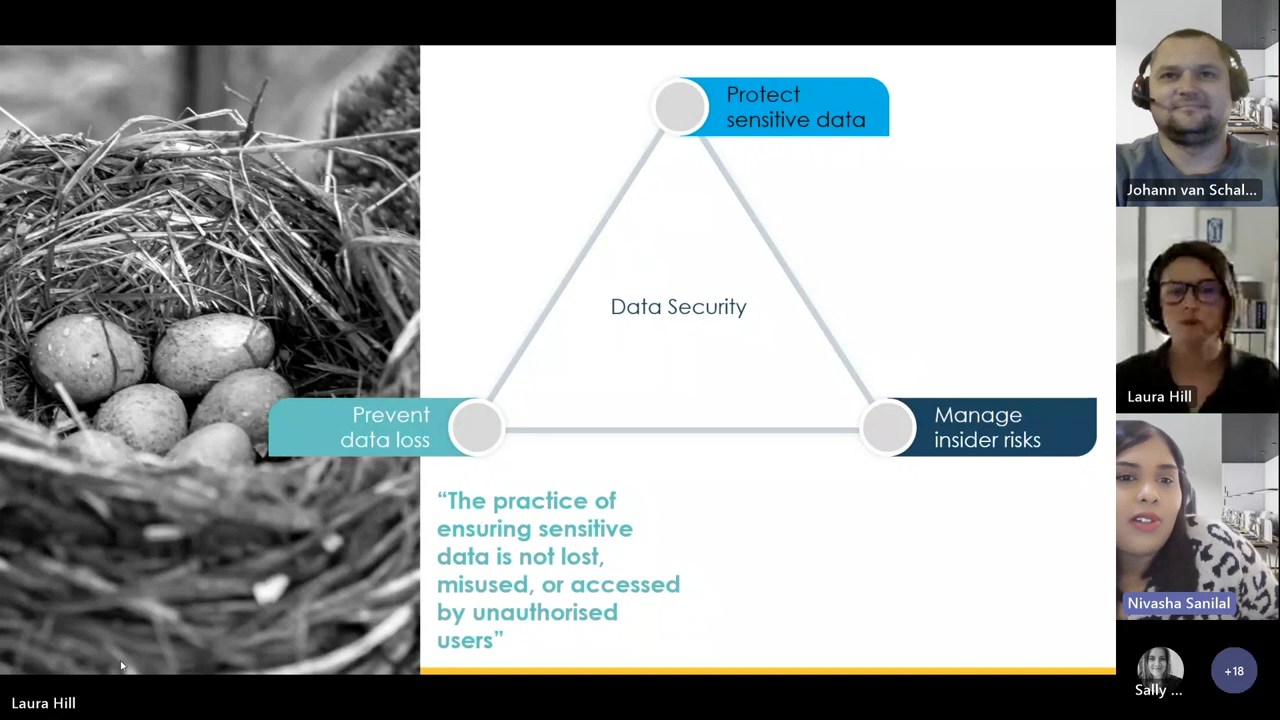 Protect
sensitive data
Data Security
Prevent
data loss
Manage
insider risks
“The practice of
ensuring sensitive
data is not lost,
misused, or accessed
by unauthorised
users”
Johann van Schal...
Laura Hill
Nivasha Sanilal
Sally ...
+18
Laura Hill